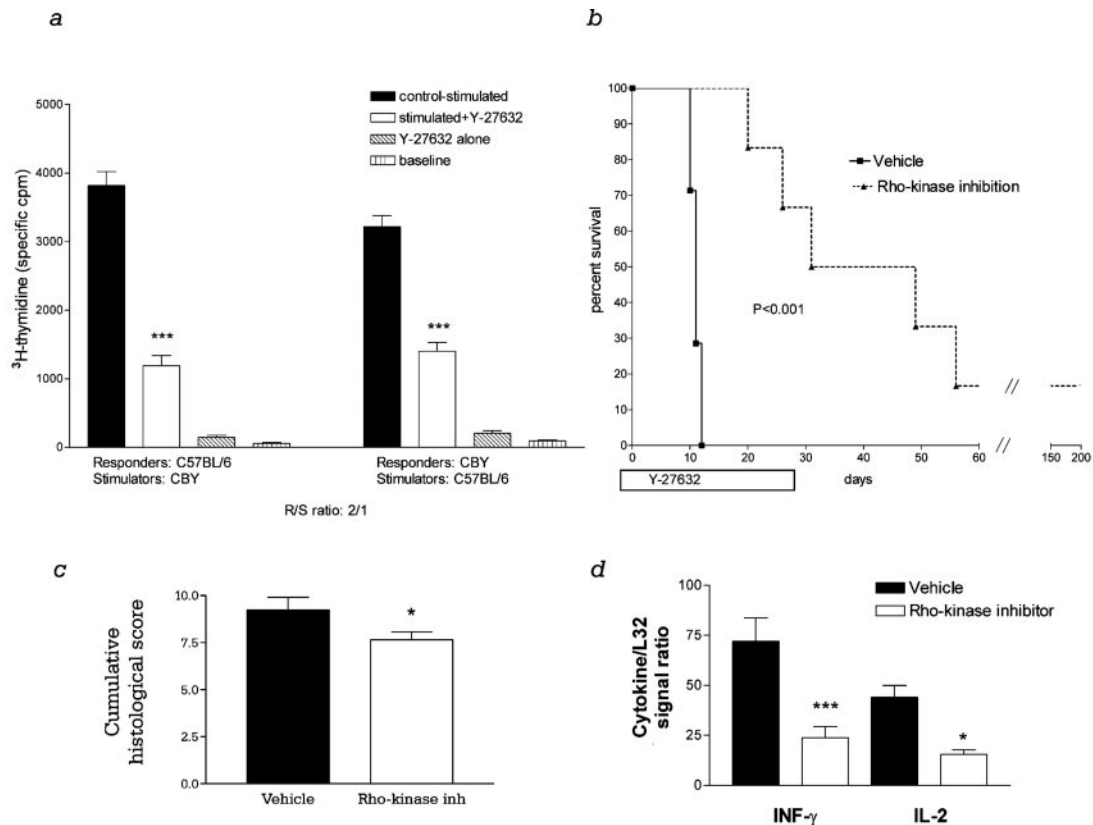 a
control-stimulated
stimulated+Y-27632
Y-27632 alone
baseline
³H-thymidine (specific cpm)
5000
4000
3000
2000
1000
0
***
***
Responders: C57BL/6
Stimulators: CBY
Responders: CBY
Stimulators: C57BL/6
R/S ratio: 2/1
b
percent survival
100
90
80
70
60
50
40
30
20
10
0
Vehicle
Rho-kinase inhibition
P<0.001
//
0 10 20 30 40 50 60 // 150 200
Y-27632
days
c
Cumulative
histological score
10.0
7.5
5.0
2.5
0.0
*
Vehicle Rho-kinase inh
d
Vehicle
Rho-kinase inhibitor
Cytokine/L32
signal ratio
100
75
50
25
0
***
*
INF-γ IL-2